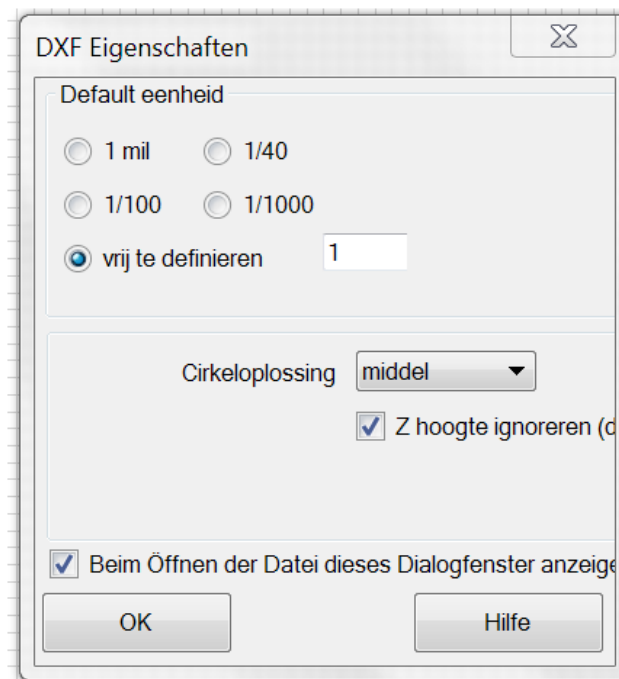 DXF Eigenschaften
Default eenheid
1 mil 1/40
1/100 1/1000
vrij te definieren 1
Cirkeloplossing middel
Z hoogte ignoreren (d
Beim Öffnen der Datei dieses Dialogfenster anzeige
OK Hilfe